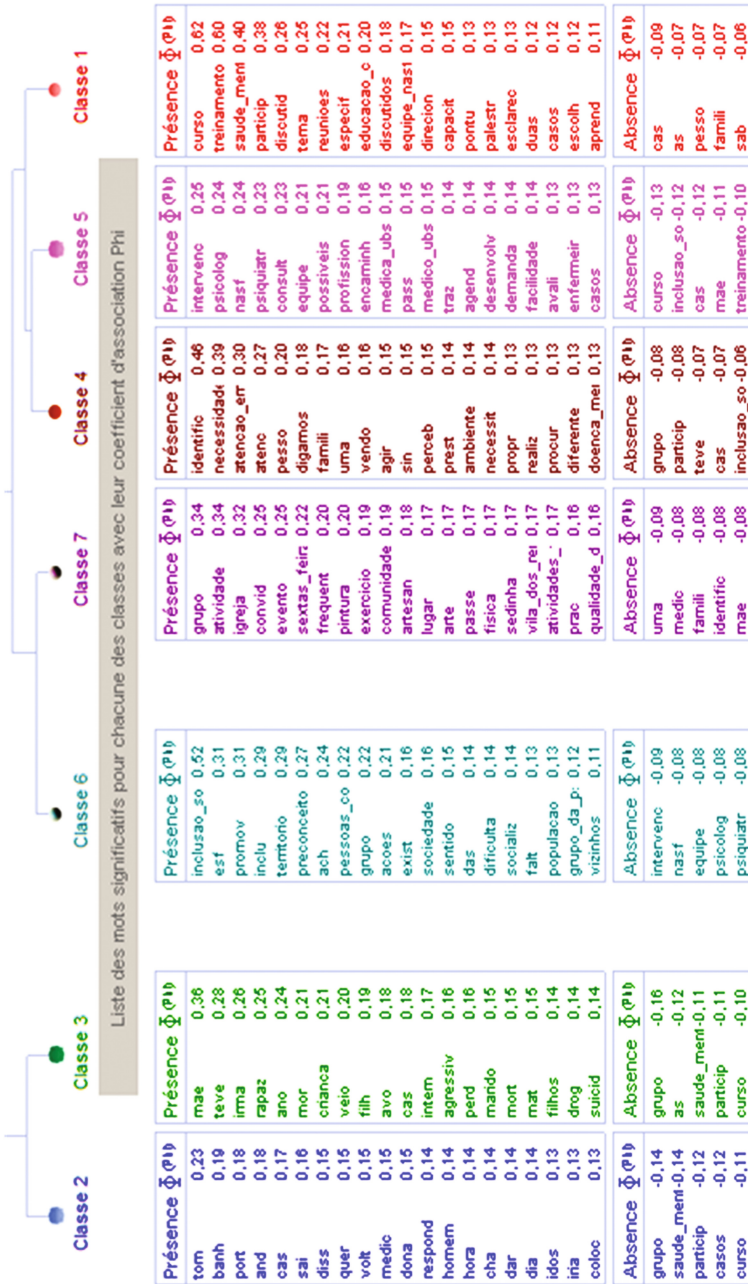 Classe 2
Classe 3
Classe 6
Classe 7
Classe 4
Classe 5
Classe 1
Liste des mots significatifs pour chacune des classes avec leur coefficient d'association Phi
Présence Φ (Phi)
tom 0,23
banh 0,19
port 0,18
and 0,18
cas 0,17
sai 0,16
diss 0,15
quer 0,15
volt 0,15
medic 0,15
dona 0,15
respond 0,14
homem 0,14
hora 0,14
cha 0,14
dar 0,14
dia 0,14
idos 0,13
iria 0,13
coloc 0,13
Absence Φ (Phi)
grupo -0,14
saude_ment -0,14
particip -0,12
casos -0,12
curso -0,11
Présence Φ (Phi)
mae 0,36
teve 0,28
irma 0,26
rapaz 0,25
ano 0,24
mor 0,21
crianca 0,21
veio 0,20
filh 0,19
avo 0,18
cas 0,18
intern 0,17
agressiv 0,16
perd 0,16
marido 0,15
mort 0,15
mat 0,15
filhos 0,14
drog 0,14
suicid 0,14
Absence Φ (Phi)
grupo -0,16
as -0,12
saude_ment -0,11
particip -0,11
curso -0,10
Présence Φ (Phi)
inclusao_so 0,52
esf 0,31
promov 0,31
inclu 0,29
territorio 0,29
preconceito 0,27
ach 0,24
pessoas_co 0,22
grupo 0,22
acoes 0,21
exist 0,16
sociedade 0,16
sentido 0,15
das 0,14
dificulta 0,14
socializ 0,14
falt 0,13
populacao 0,13
grupo_da_p: 0,12
vizinhos 0,11
Absence Φ (Phi)
intervenc -0,09
nasf -0,08
equipe -0,08
psicolog -0,08
psiquiatr -0,08
Présence Φ (Phi)
grupo 0,34
atividade 0,34
igreja 0,32
convid 0,25
evento 0,25
sextas_feira 0,22
frequent 0,20
pintura 0,20
exercicio 0,19
comunidade 0,19
artesan 0,18
lugar 0,17
arte 0,17
passe 0,17
fisica 0,17
sedinha 0,17
vila_dos_rei 0,17
atividades_ 0,17
prac 0,16
qualidade_d 0,16
Absence Φ (Phi)
uma -0,09
medic -0,08
famili -0,08
identific -0,08
mae -0,08
Présence Φ (Phi)
identific 0,46
necessidade 0,39
atencao_em 0,30
atenc 0,27
pesso 0,20
digamos 0,18
famili 0,17
uma 0,16
vendo 0,16
agir 0,15
sin 0,15
perceb 0,15
prest 0,14
ambiente 0,14
necessit 0,14
propr 0,13
realiz 0,13
procur 0,13
diferente 0,13
doenca_mei 0,13
Absence Φ (Phi)
grupo -0,08
particip -0,08
teve -0,07
cas -0,07
inclusao_so -0,06
Présence Φ (Phi)
intervenc 0,25
psicolog 0,24
nasf 0,24
psiquiatr 0,23
consult 0,23
equipe 0,21
possiveis 0,21
profission 0,19
encaminh 0,16
medica_ubs 0,15
pass 0,15
medico_ubs 0,15
traz 0,14
agend 0,14
desenvolv 0,14
demanda 0,14
facilidade 0,14
avali 0,13
enfermeir 0,13
casos 0,13
Absence Φ (Phi)
curso -0,13
inclusao_so -0,12
cas -0,12
mae -0,11
treinamento -0,10
Présence Φ (Phi)
curso 0,62
treinamento 0,60
saude_ment 0,40
particip 0,38
discutid 0,26
tema 0,25
reunioes 0,22
especif 0,21
educacao_c 0,20
discutidos 0,18
equipe_nasf 0,17
direcion 0,15
capacit 0,15
pontu 0,13
palestr 0,13
esclarec 0,13
duas 0,12
casos 0,12
escolh 0,12
aprend 0,11
Absence Φ (Phi)
cas -0,09
as -0,07
pesso -0,07
famili -0,07
sab -0,06